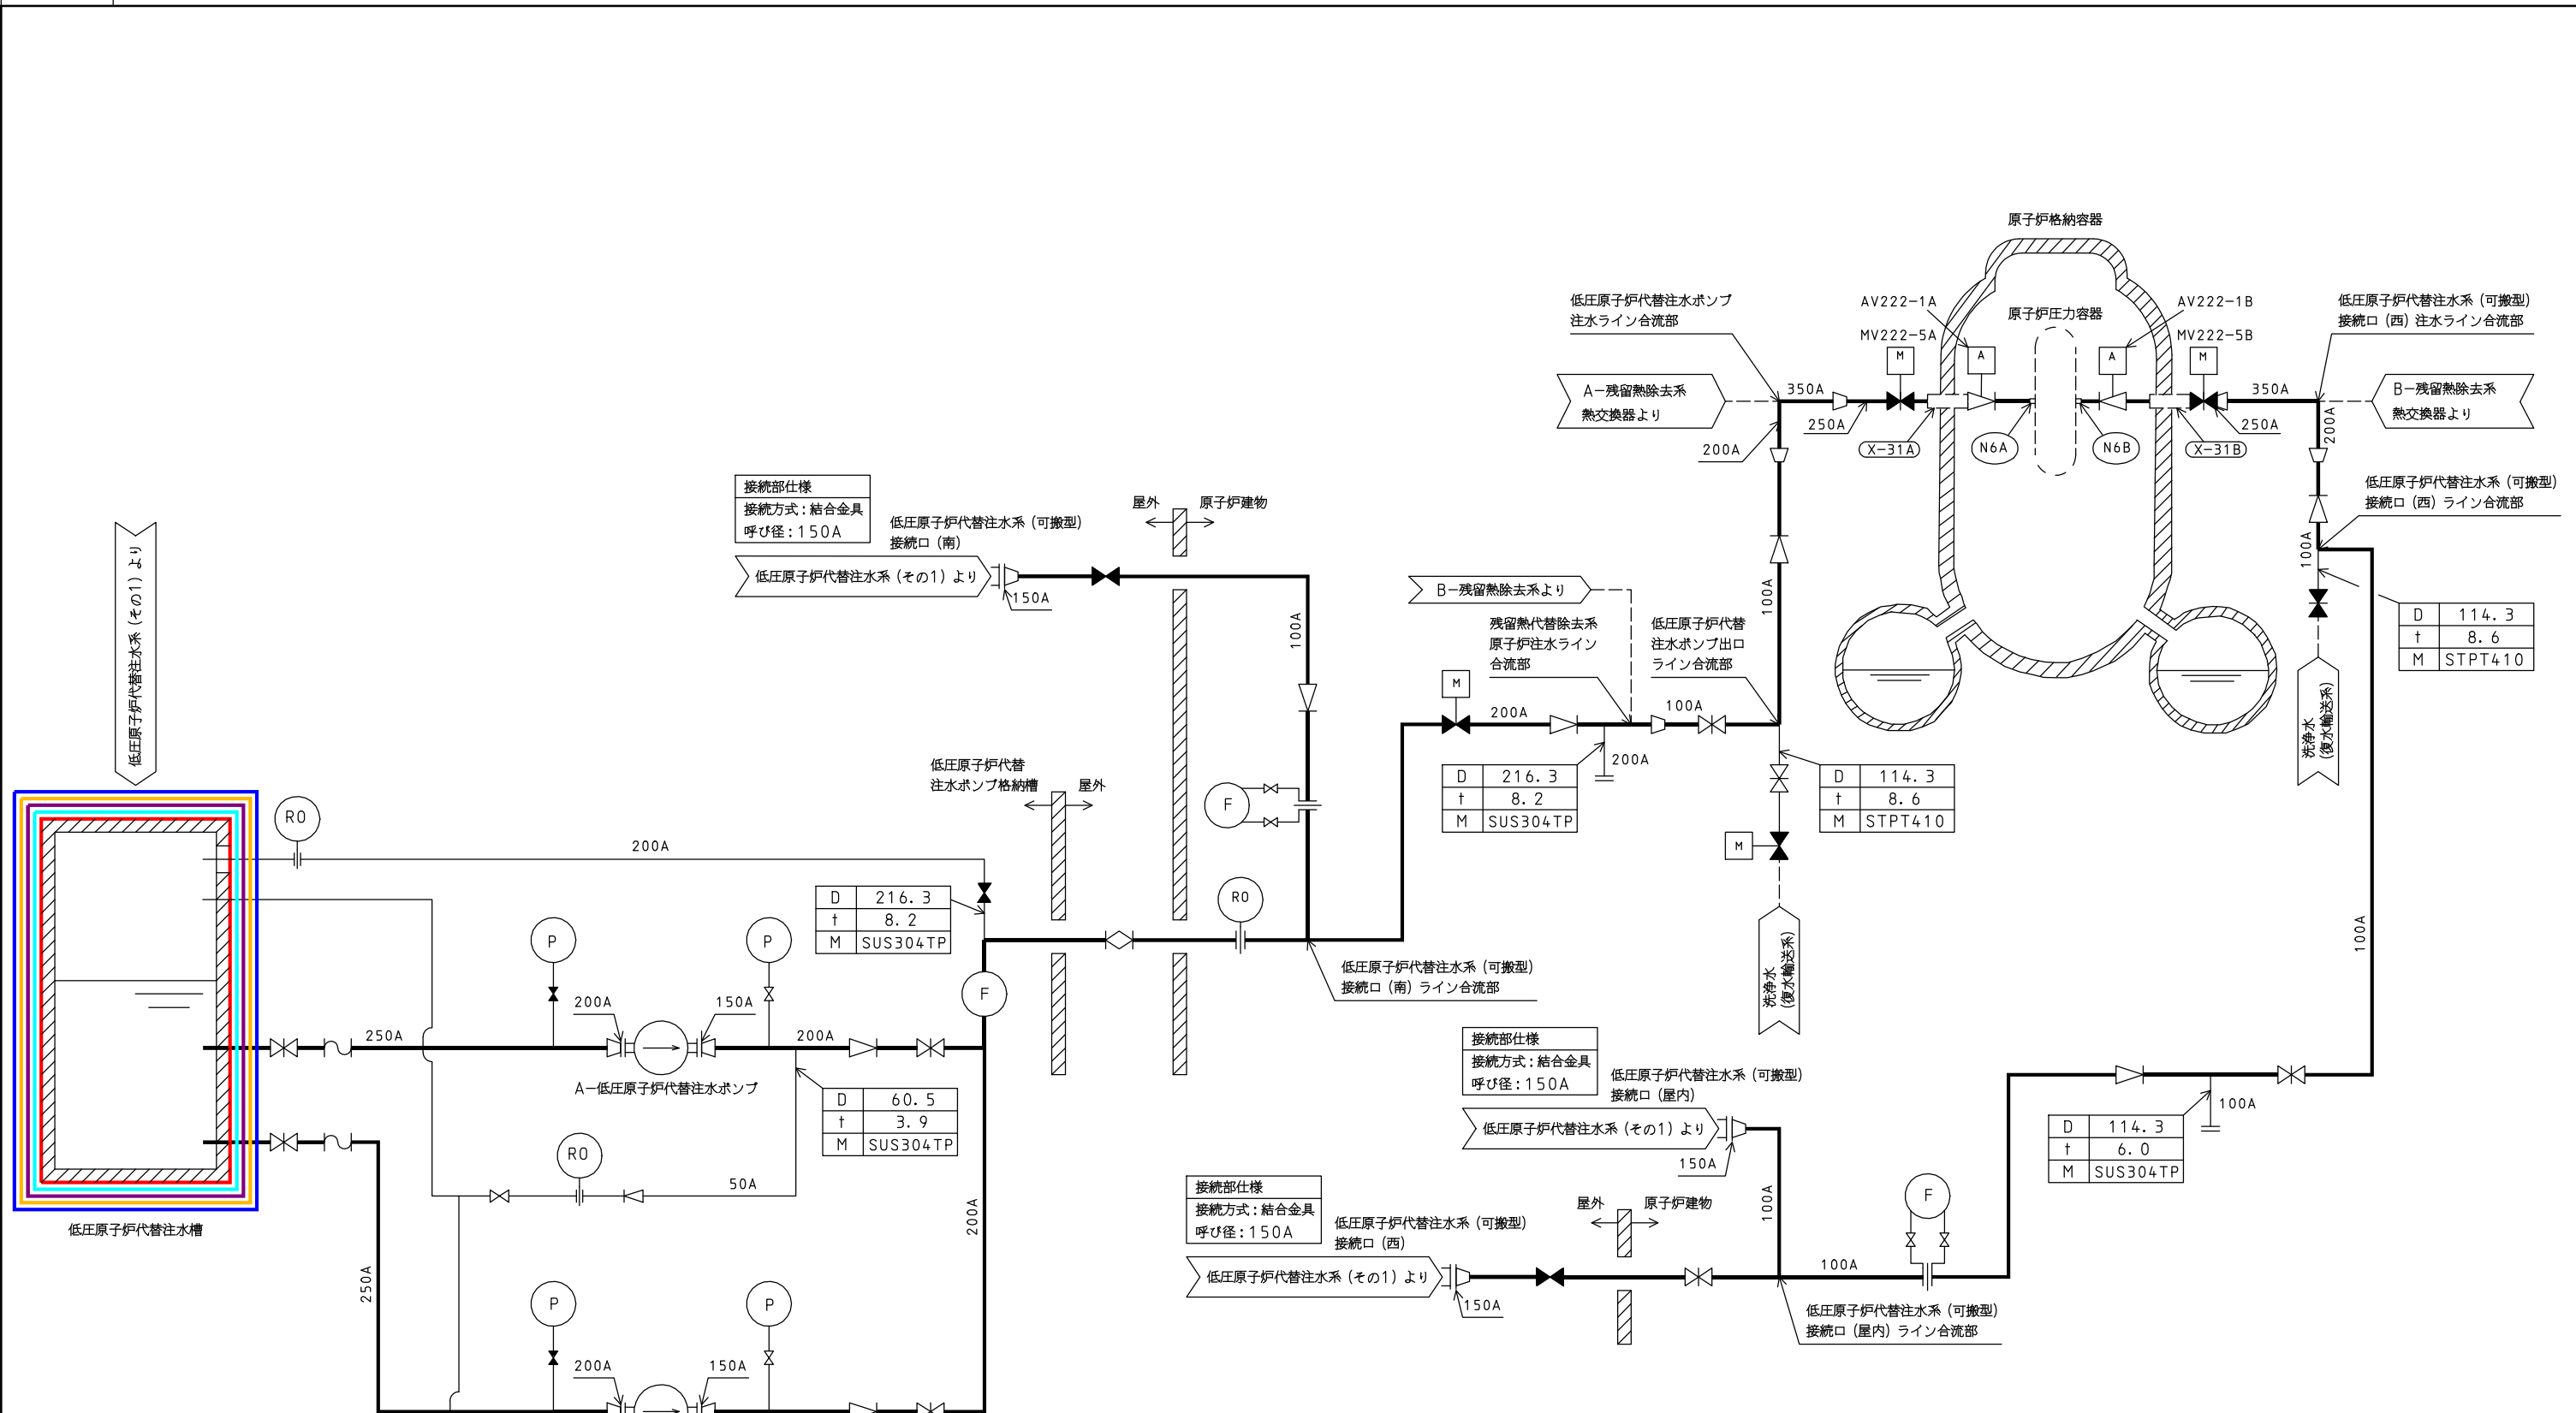 原子炉格納容器
原子炉圧力容器
低圧原子炉代替注水ポンプ
注水ライン合流部
AV222-1A
MV222-5A
AV222-1B
MV222-5B
低圧原子炉代替注水系（可搬型）
接続口（西）注水ライン合流部
M
A
A
M
A-残留熱除去系
熱交換器より
350A
250A
200A
X-31A
N6A
N6B
X-31B
350A
250A
200A
B-残留熱除去系
熱交換器より
低圧原子炉代替注水系（可搬型）
接続口（西）ライン合流部
100A
D 114.3
t 8.6
M STPT410
洗浄水
（復水輸送系）
接続部仕様
接続方式：結合金具
呼び径：150A
低圧原子炉代替注水系（可搬型）
接続口（南）
低圧原子炉代替注水系（その1）より
150A
屋外
原子炉建物
100A
B-残留熱除去系より
残留熱代替除去系
原子炉注水ライン
合流部
低圧原子炉代替
注水ポンプ出口
ライン合流部
100A
M
200A
100A
200A
D 216.3
t 8.2
M SUS304TP
D 114.3
t 8.6
M STPT410
M
洗浄水
（復水輸送系）
低圧原子炉代替注水系（その1）より
低圧原子炉代替
注水ポンプ格納槽
屋外
F
RO
200A
RO
D 216.3
t 8.2
M SUS304TP
P
P
F
低圧原子炉代替注水系（可搬型）
接続口（南）ライン合流部
250A
200A
150A
200A
A-低圧原子炉代替注水ポンプ
D 60.5
t 3.9
M SUS304TP
RO
50A
200A
低圧原子炉代替注水槽
250A
P
P
200A
150A
接続部仕様
接続方式：結合金具
呼び径：150A
低圧原子炉代替注水系（可搬型）
接続口（屋内）
低圧原子炉代替注水系（その1）より
150A
100A
接続部仕様
接続方式：結合金具
呼び径：150A
低圧原子炉代替注水系（可搬型）
接続口（西）
低圧原子炉代替注水系（その1）より
150A
屋外
原子炉建物
100A
F
低圧原子炉代替注水系（可搬型）
接続口（屋内）ライン合流部
100A
100A
D 114.3
t 6.0
M SUS304TP